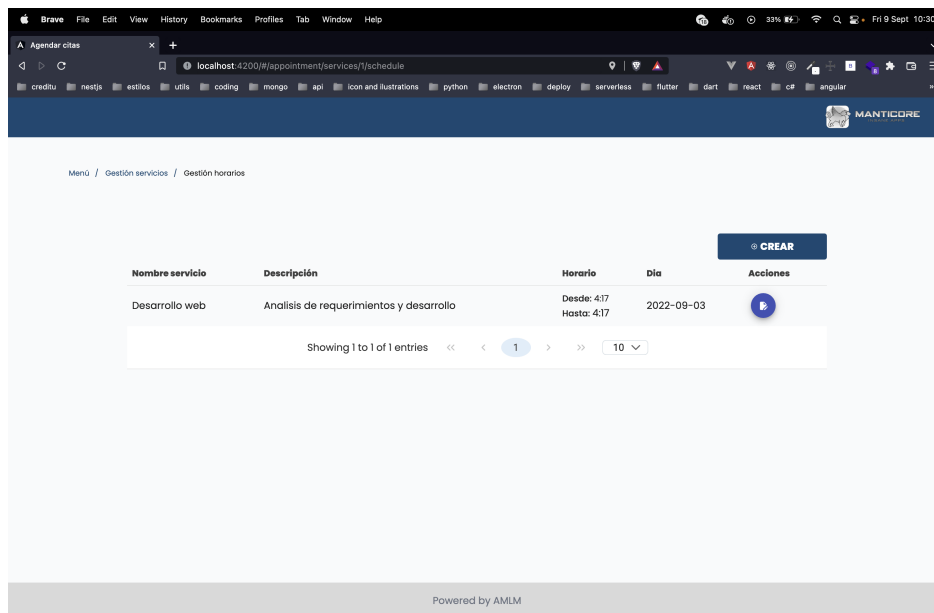 Brave File Edit View History Bookmarks Profiles Tab Window Help 33% Fri 9 Sept 10:30
Agendar citas
localhost:4200/#/appointment/services/1/schedule
creditu nestjs estilos utils coding mongo api icon and ilustrations python electron deploy serverless flutter dart react c# angular
MANTICORE
Menú / Gestión servicios / Gestión horarios
CREAR
Nombre servicio Descripción Horario Dia Acciones
Desarrollo web Analisis de requerimientos y desarrollo Desde: 4:17 2022-09-03
Hasta: 4:17
Showing 1 to 1 of 1 entries << < 1 > >> 10
Powered by AMLM